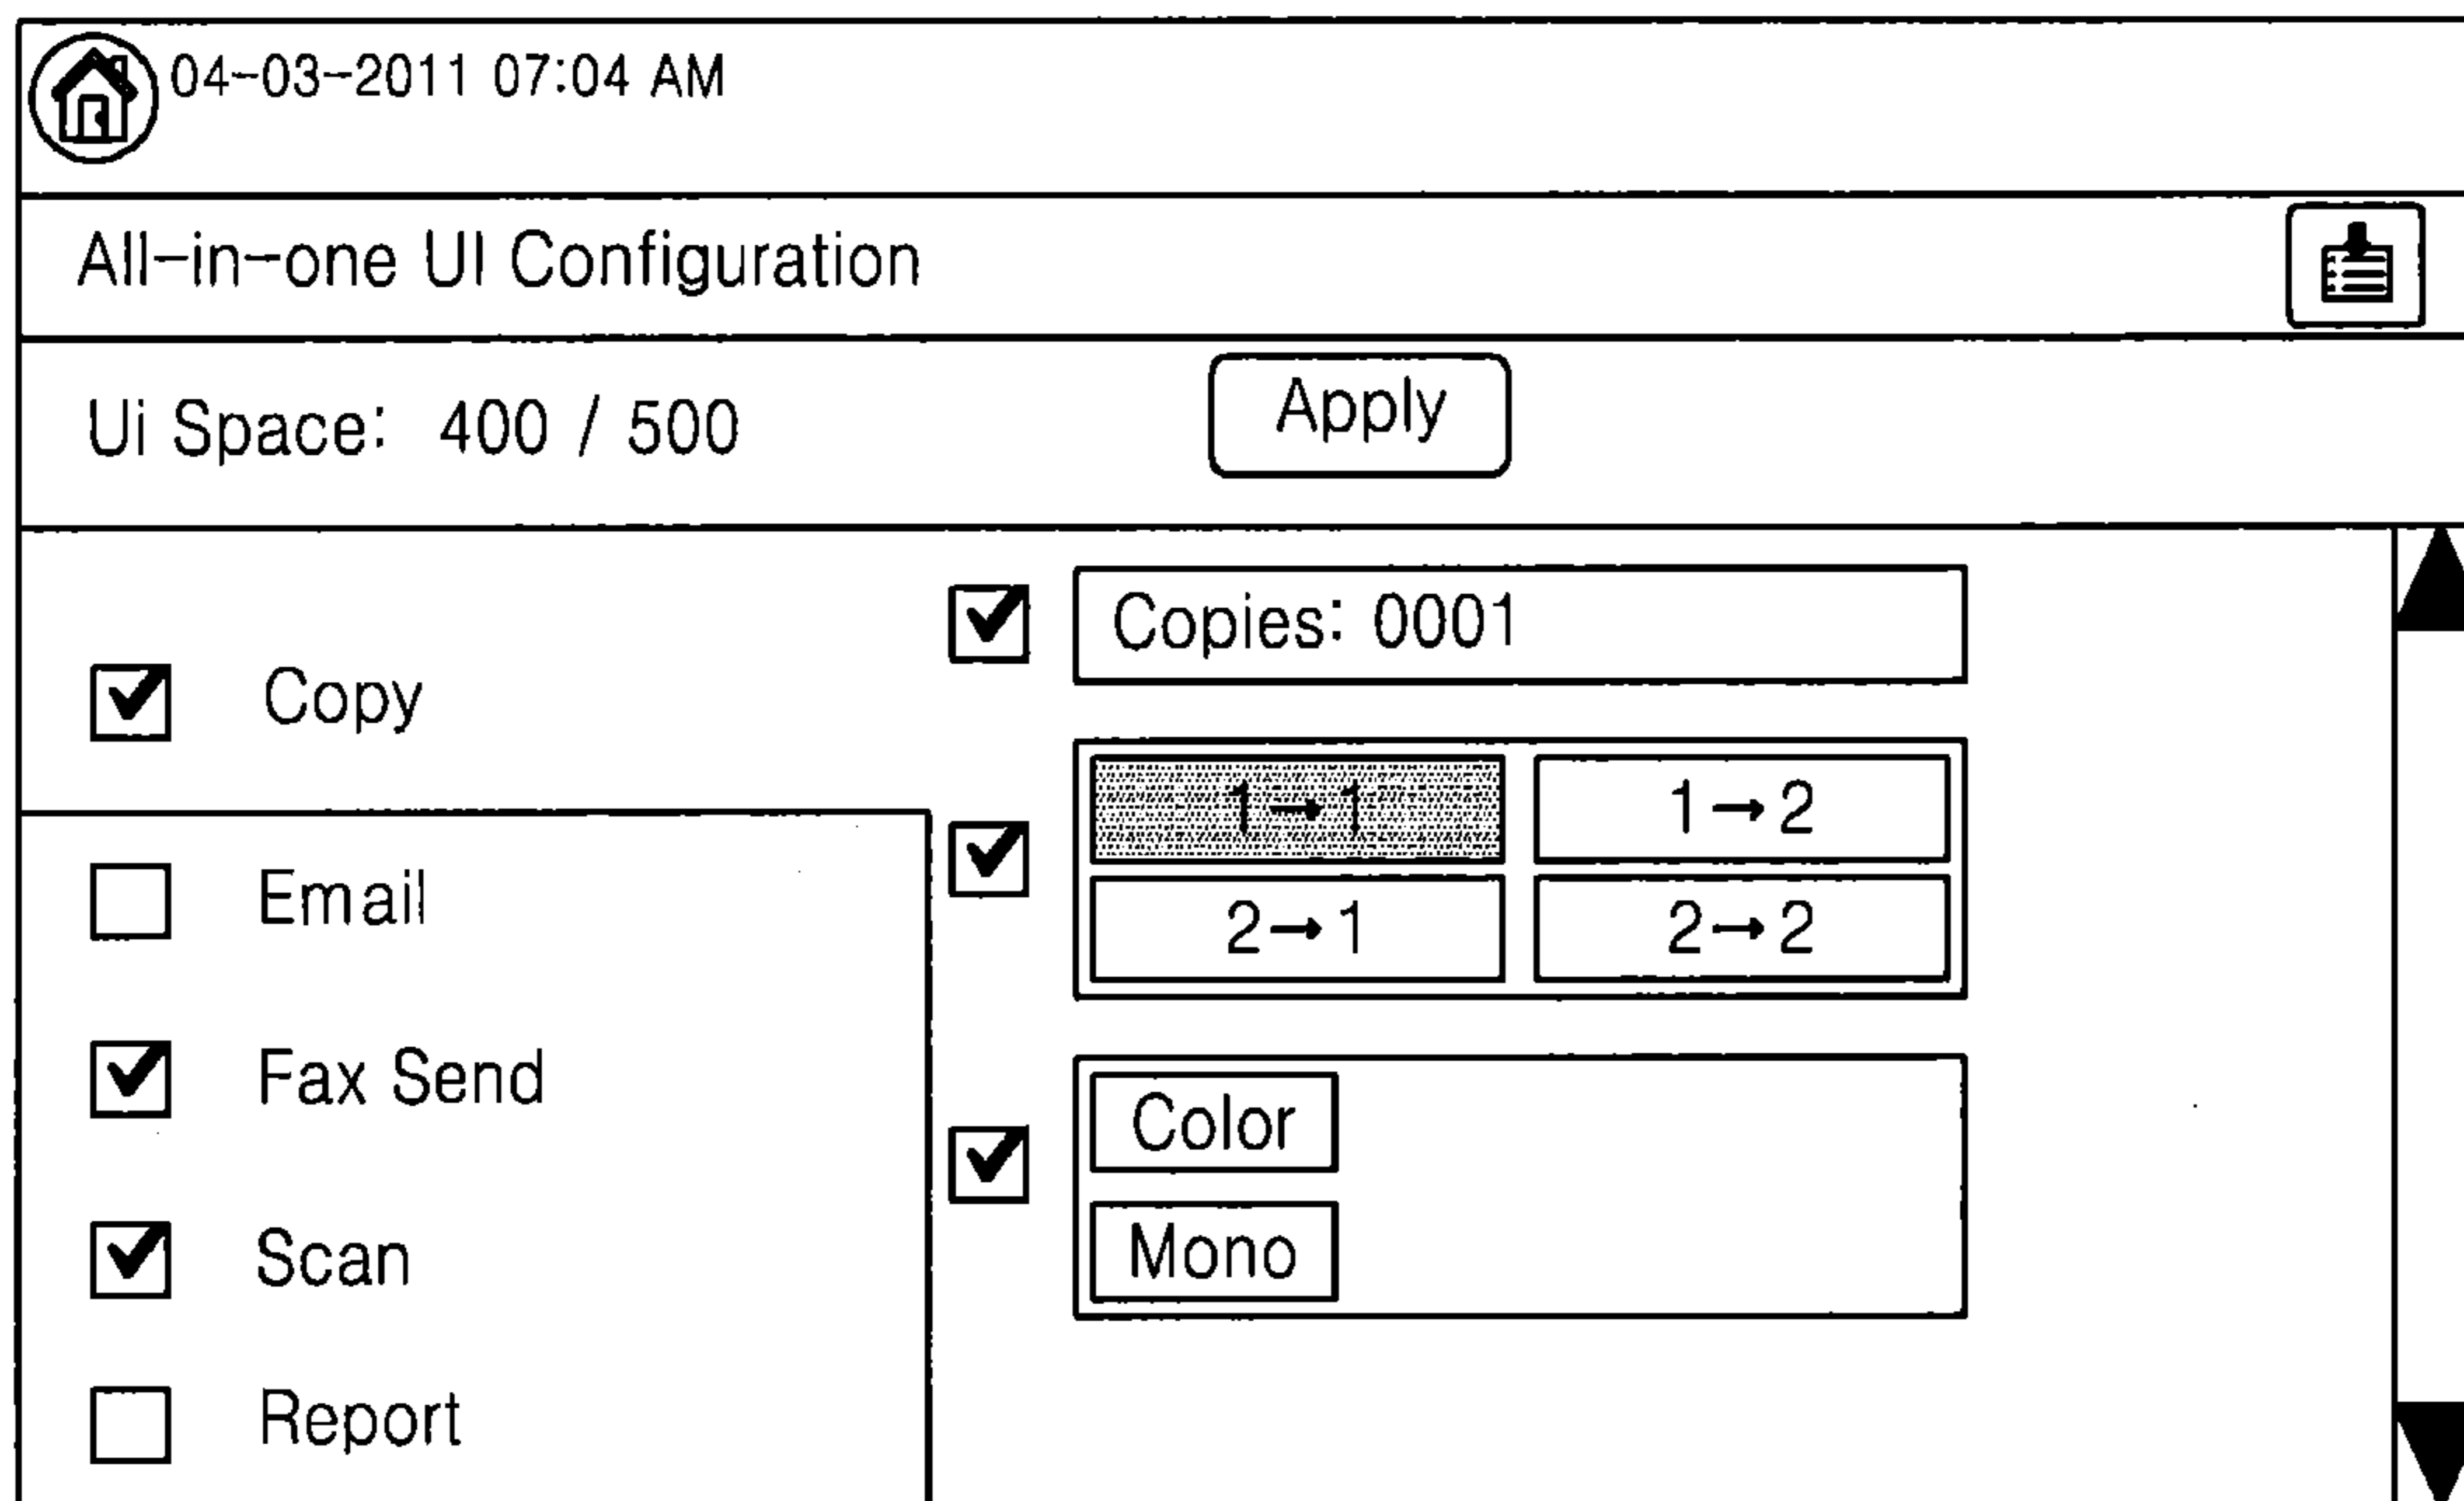 04-03-2011 07:04 AM
All-in-one UI Configuration
Ui Space: 400 / 500
Apply
Copy
Email
Fax Send
Scan
Report
Copies: 0001
1→1
1→2
2→1
2→2
Color
Mono